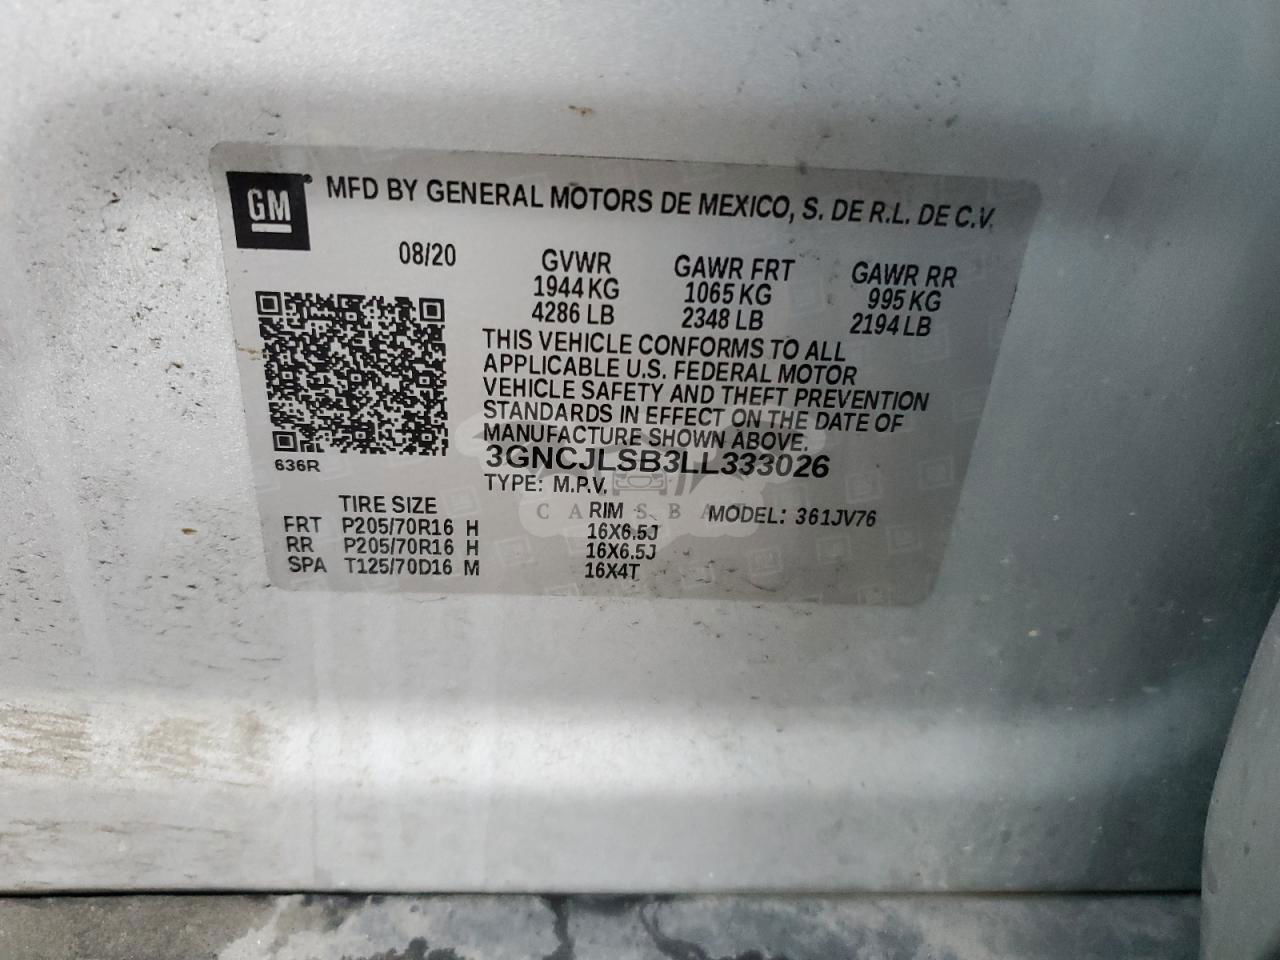 GM
MFD BY GENERAL MOTORS DE MEXICO, S. DE R.L. DE C.V.
08/20
GVWR GAWR FRT GAWR RR
1944 KG 1065 KG 995 KG
4286 LB 2348 LB 2194 LB
THIS VEHICLE CONFORMS TO ALL
APPLICABLE U.S. FEDERAL MOTOR
VEHICLE SAFETY AND THEFT PREVENTION
STANDARDS IN EFFECT ON THE DATE OF
MANUFACTURE SHOWN ABOVE.
636R
3GNCJLSB3LL333026
TYPE: M.P.V.
TIRE SIZE RIM MODEL: 361JV76
FRT P205/70R16 H 16X6.5J
RR P205/70R16 H 16X6.5J
SPA T125/70D16 M 16X4T